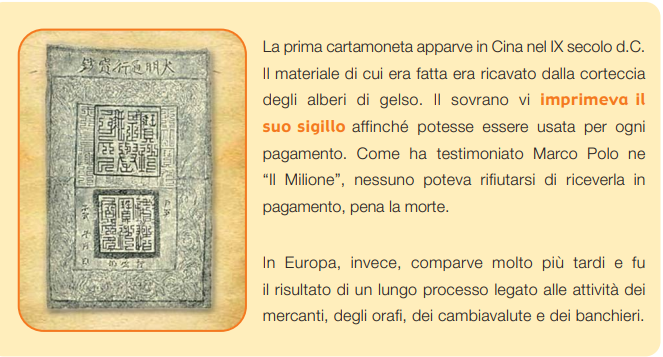 大明通行寶鈔
La prima cartamoneta apparve in Cina nel IX secolo d.C.
Il materiale di cui era fatta era ricavato dalla corteccia
degli alberi di gelso. Il sovrano vi imprimeva il
suo sigillo affinché potesse essere usata per ogni
pagamento. Come ha testimoniato Marco Polo ne
“Il Milione”, nessuno poteva rifiutarsi di riceverla in
pagamento, pena la morte.
In Europa, invece, comparve molto più tardi e fu
il risultato di un lungo processo legato alle attività dei
mercanti, degli orafi, dei cambiavalute e dei banchieri.